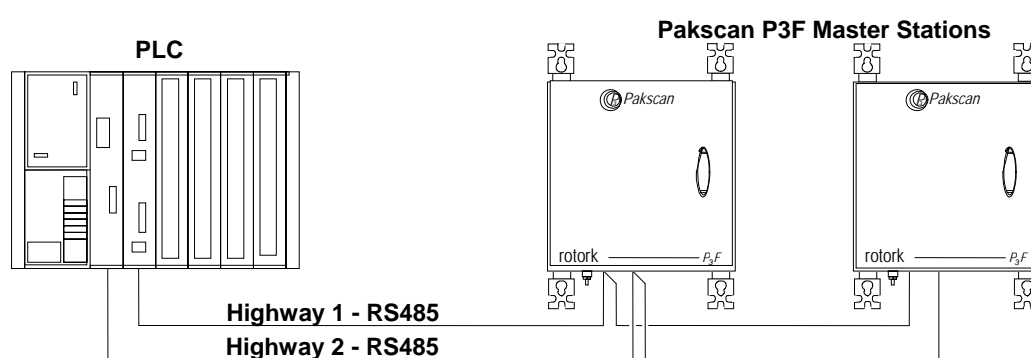 Pakscan P3F Master Stations
PLC
Pakscan
Pakscan
rotork
P3F
rotork
P3F
Highway 1 - RS485
Highway 2 - RS485